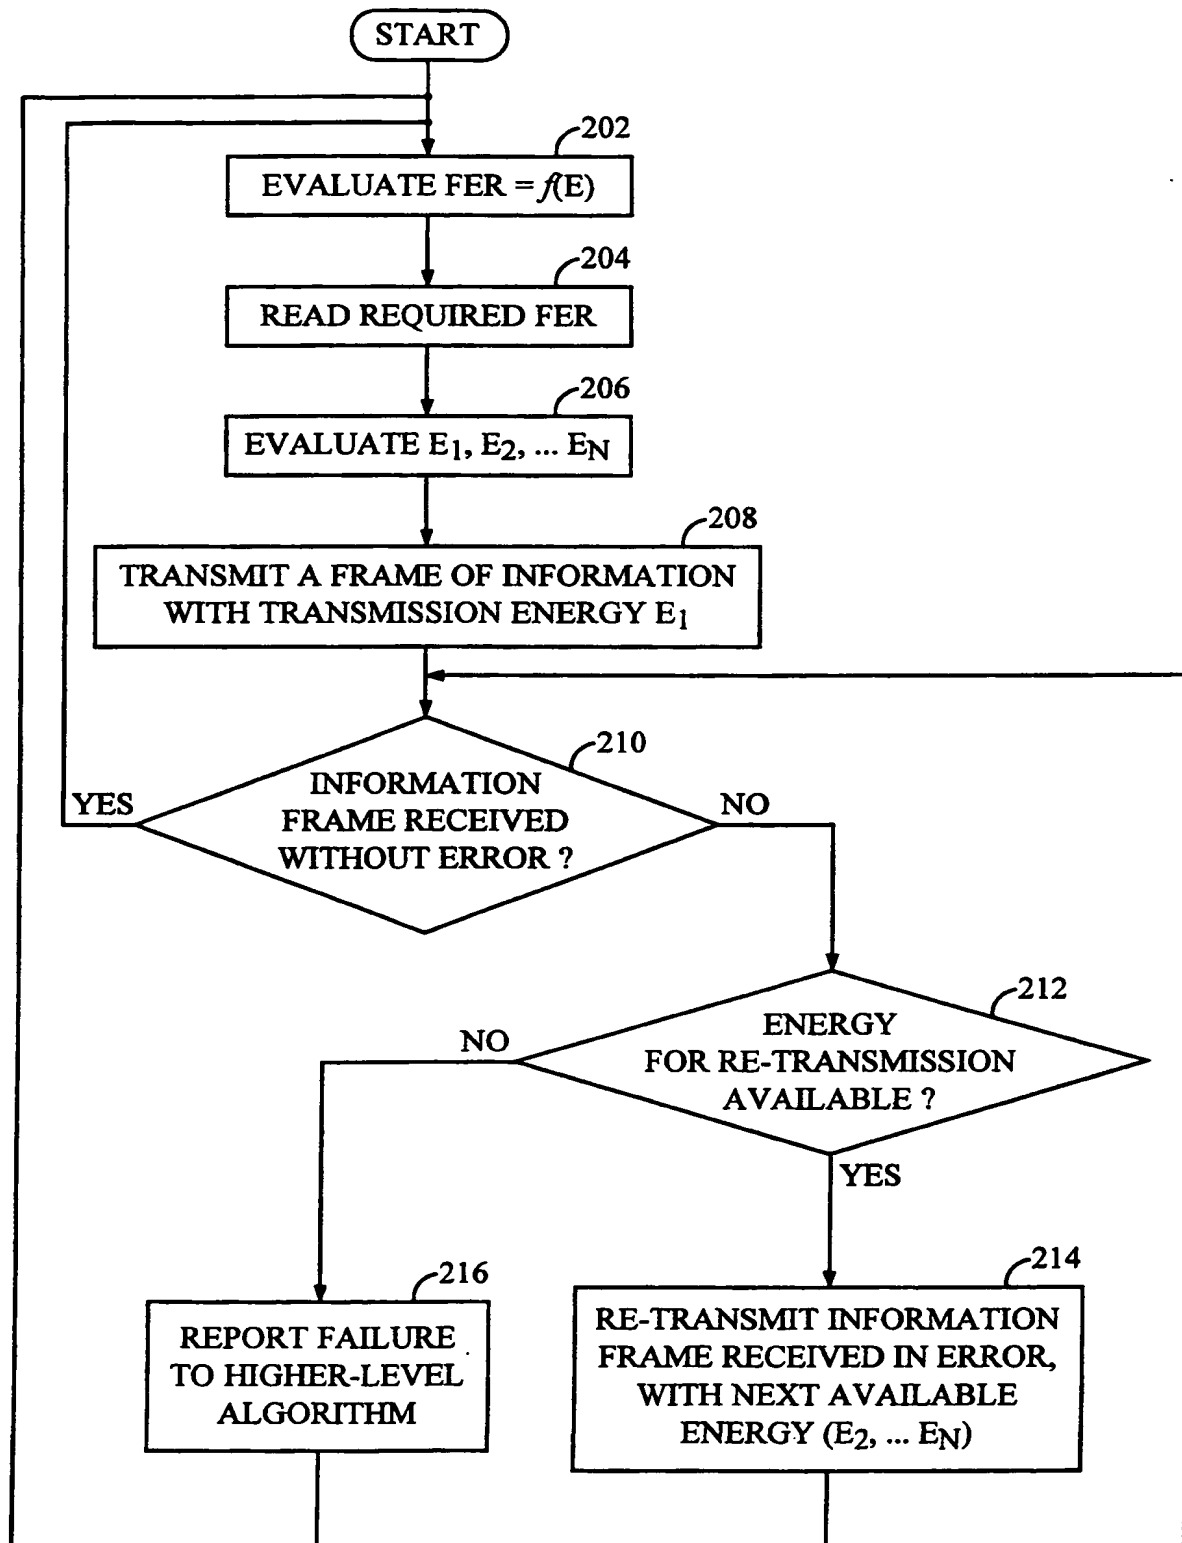 START
202
EVALUATE FER = f(E)
204
READ REQUIRED FER
206
EVALUATE E1, E2, ... EN
208
TRANSMIT A FRAME OF INFORMATION
WITH TRANSMISSION ENERGY E1
210
INFORMATION
FRAME RECEIVED
WITHOUT ERROR ?
YES
NO
212
ENERGY
FOR RE-TRANSMISSION
AVAILABLE ?
NO
YES
216
REPORT FAILURE
TO HIGHER-LEVEL
ALGORITHM
214
RE-TRANSMIT INFORMATION
FRAME RECEIVED IN ERROR,
WITH NEXT AVAILABLE
ENERGY (E2, ... EN)